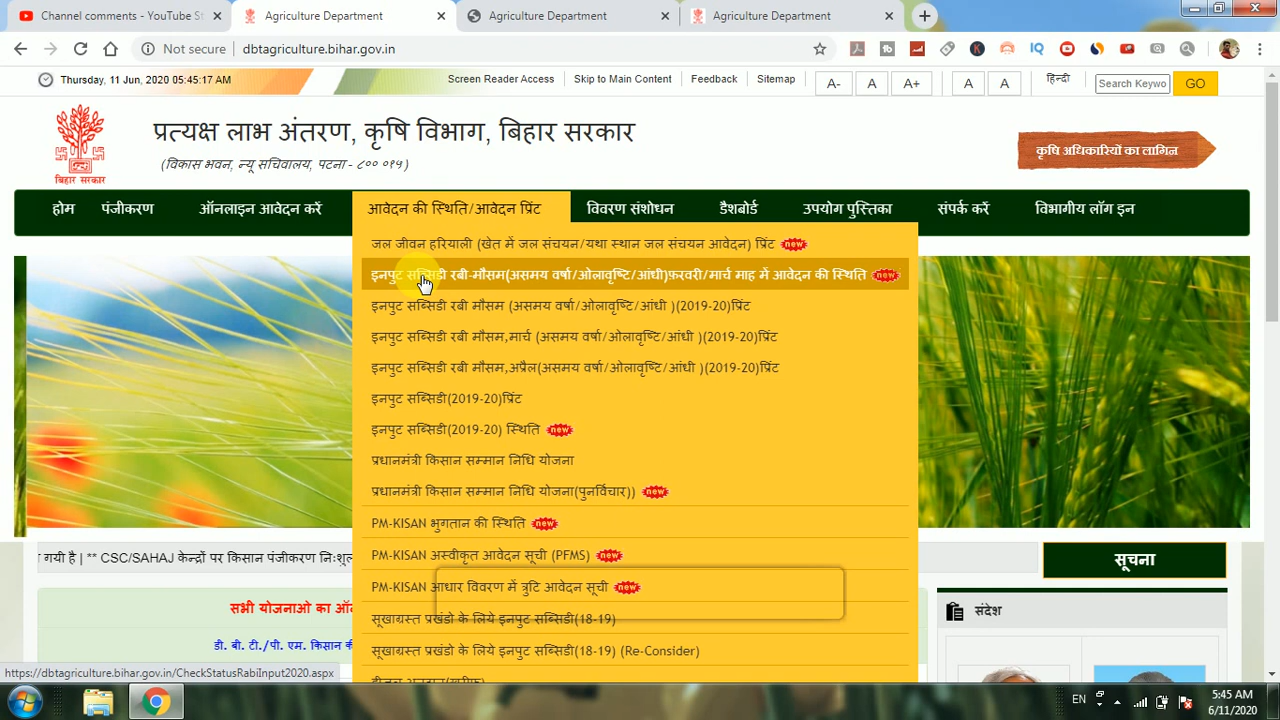 Channel comments - YouTube St
Agriculture Department
Agriculture Department
Agriculture Department
Not secure
dbtagriculture.bihar.gov.in
Thursday, 11 Jun, 2020 05:45:17 AM
Screen Reader Access
Skip to Main Content
Feedback
Sitemap
A-
A
A+
A
A
हिन्दी
Search Keywo
GO
प्रत्यक्ष लाभ अंतरण, कृषि विभाग, बिहार सरकार
(विकास भवन, न्यू सचिवालय, पटना - ८०० ०१५)
बिहार सरकार
कृषि अधिकारियों का लागिन
होम
पंजीकरण
ऑनलाइन आवेदन करें
आवेदन की स्थिति/आवेदन प्रिंट
विवरण संशोधन
डैशबोर्ड
उपयोग पुस्तिका
संपर्क करें
विभागीय लॉग इन
जल जीवन हरियाली (खेत में जल संचयन/यथा स्थान जल संचयन आवेदन) प्रिंट new
इनपुट सब्सिडी रबी-मौसम(असमय वर्षा/ओलावृष्टि/आंधी)फ़रवरी/मार्च माह में आवेदन की स्थिति new
इनपुट सब्सिडी रबी मौसम (असमय वर्षा/ओलावृष्टि/आंधी )(2019-20)प्रिंट
इनपुट सब्सिडी रबी मौसम,मार्च (असमय वर्षा/ओलावृष्टि/आंधी )(2019-20)प्रिंट
इनपुट सब्सिडी रबी मौसम,अप्रैल(असमय वर्षा/ओलावृष्टि/आंधी )(2019-20)प्रिंट
इनपुट सब्सिडी(2019-20)प्रिंट
इनपुट सब्सिडी(2019-20) स्थिति new
प्रधानमंत्री किसान सम्मान निधि योजना
प्रधानमंत्री किसान सम्मान निधि योजना(पुनर्विचार)) new
PM-KISAN भुगतान की स्थिति new
PM-KISAN अस्वीकृत आवेदन सूची (PFMS) new
PM-KISAN आधार विवरण में त्रुटि आवेदन सूची new
सूखाग्रस्त प्रखंडो के लिये इनपुट सब्सिडी(18-19)
सूखाग्रस्त प्रखंडो के लिये इनपुट सब्सिडी(18-19) (Re-Consider)
गयी है | ** CSC/SAHAJ केन्द्रों पर किसान पंजीकरण निःशुल
सूचना
सभी योजनाओ का ऑ
डी. बी. टी./पी. एम. किसान की
संदेश
https://dbtagriculture.bihar.gov.in/CheckStatusRabiInput2020.aspx
EN
5:45 AM
6/11/2020